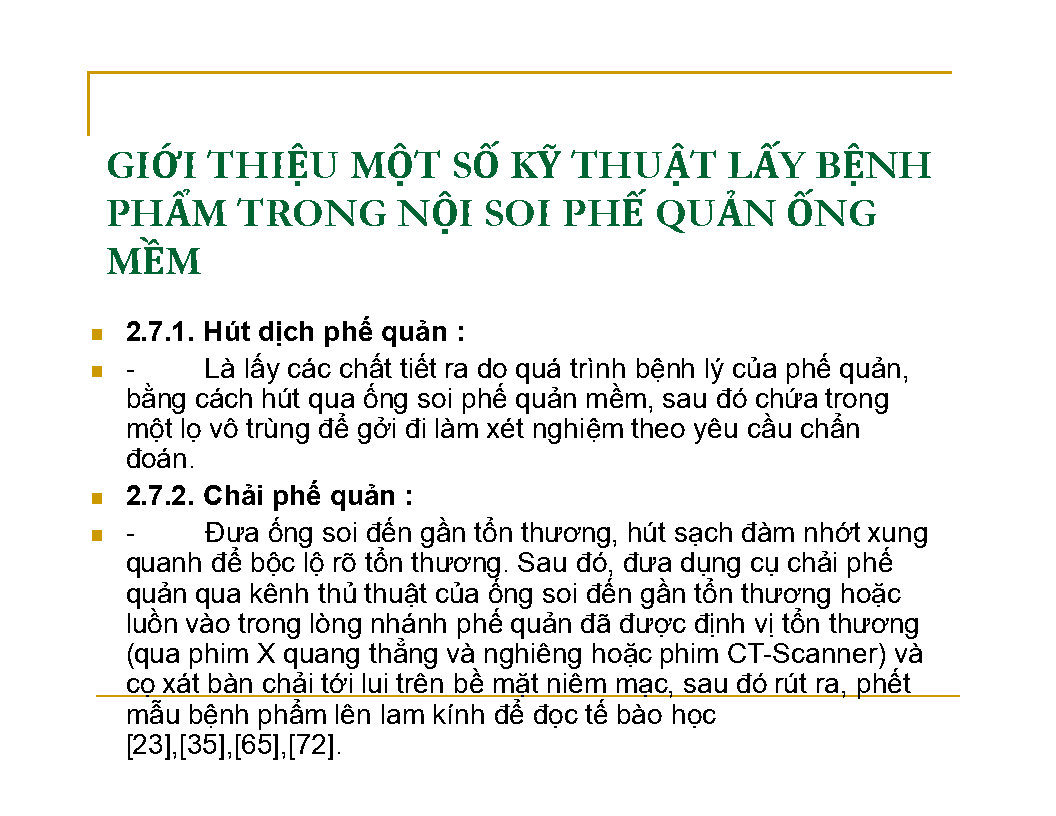 GIỚI THIỆU MỘT SỐ KỸ THUẬT LẤY BỆNH
PHẨM TRONG NỘI SOI PHẾ QUẢN ỐNG
MỀM
2.7.1. Hút dịch phế quản :
- Là lấy các chất tiết ra do quá trình bệnh lý của phế quản,
bằng cách hút qua ống soi phế quản mềm, sau đó chứa trong
một lọ vô trùng để gởi đi làm xét nghiệm theo yêu cầu chẩn
đoán.
2.7.2. Chải phế quản :
- Đưa ống soi đến gần tổn thương, hút sạch đàm nhớt xung
quanh để bộc lộ rõ tổn thương. Sau đó, đưa dụng cụ chải phế
quản qua kênh thủ thuật của ống soi đến gần tổn thương hoặc
luồn vào trong lòng nhánh phế quản đã được định vị tổn thương
(qua phim X quang thẳng và nghiêng hoặc phim CT-Scanner) và
cọ xát bàn chải tới lui trên bề mặt niêm mạc, sau đó rút ra, phết
mẫu bệnh phẩm lên lam kính để đọc tế bào học
[23],[35],[65],[72].